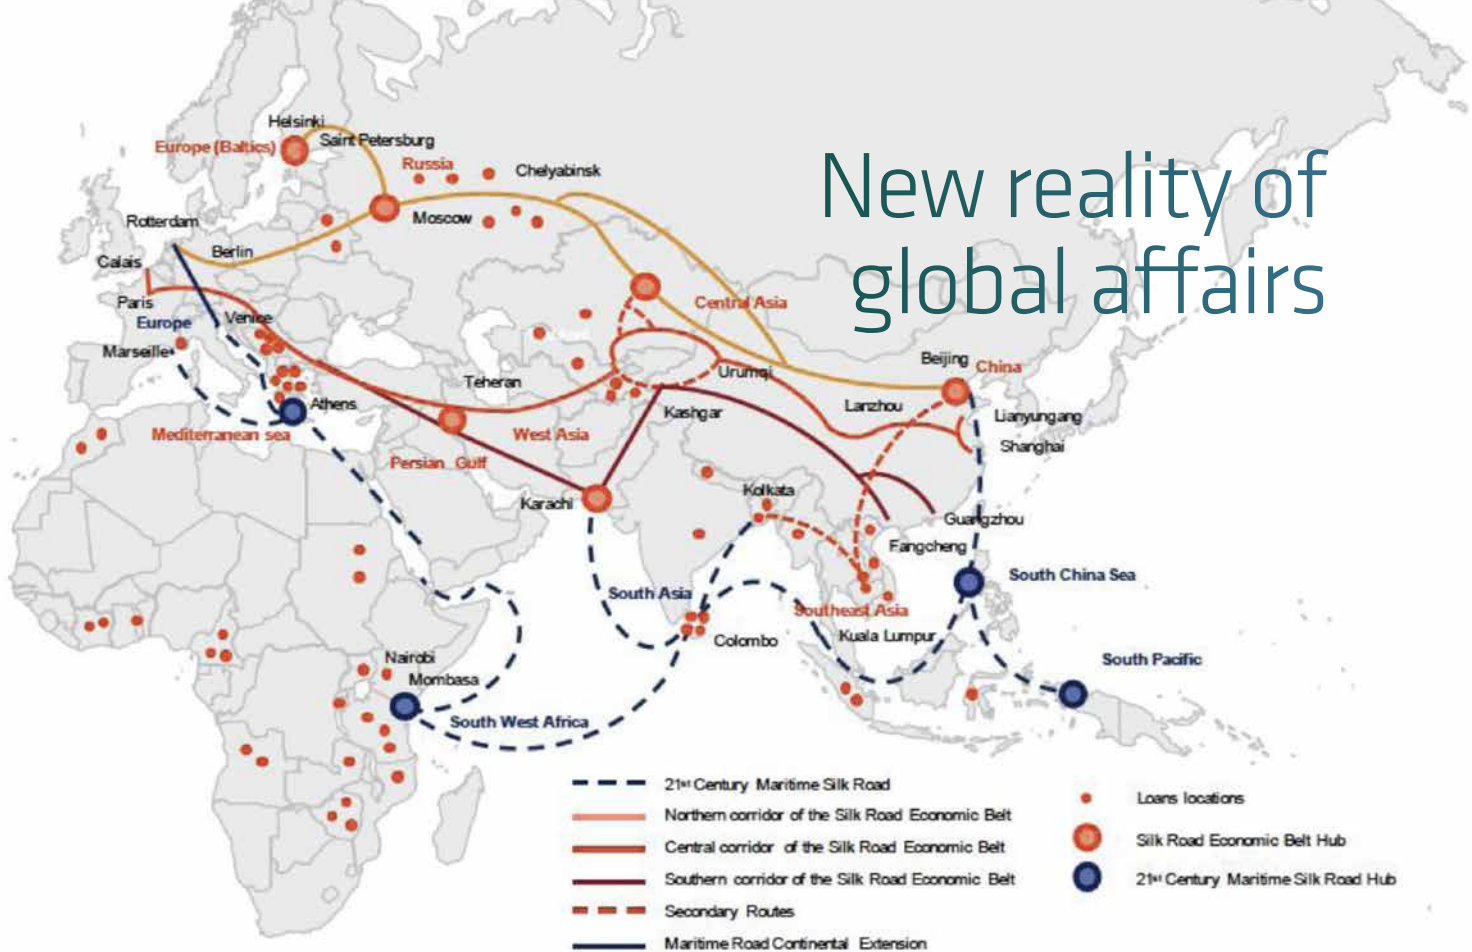 New reality of
global affairs
Helsinki
Saint Petersburg
Europe (Baltics)
Russia
Chelyabinsk
Rotterdam
Moscow
Berlin
Calais
Paris
Central Asia
Europe
Venice
Marseille
Beijing
China
Urumqi
Teheran
Athens
Kashgar
Lanzhou
Lianyungang
Shanghai
Mediterranean sea
West Asia
Persian Gulf
Karachi
Kolkata
Guangzhou
Fangcheng
South China Sea
South Asia
Southeast Asia
Colombo
Kuala Lumpur
Nairobi
Mombasa
South Pacific
South West Africa
21st Century Maritime Silk Road
Northern corridor of the Silk Road Economic Belt
Central corridor of the Silk Road Economic Belt
Southern corridor of the Silk Road Economic Belt
Secondary Routes
Maritime Road Continental Extension
Loans locations
Silk Road Economic Belt Hub
21st Century Maritime Silk Road Hub